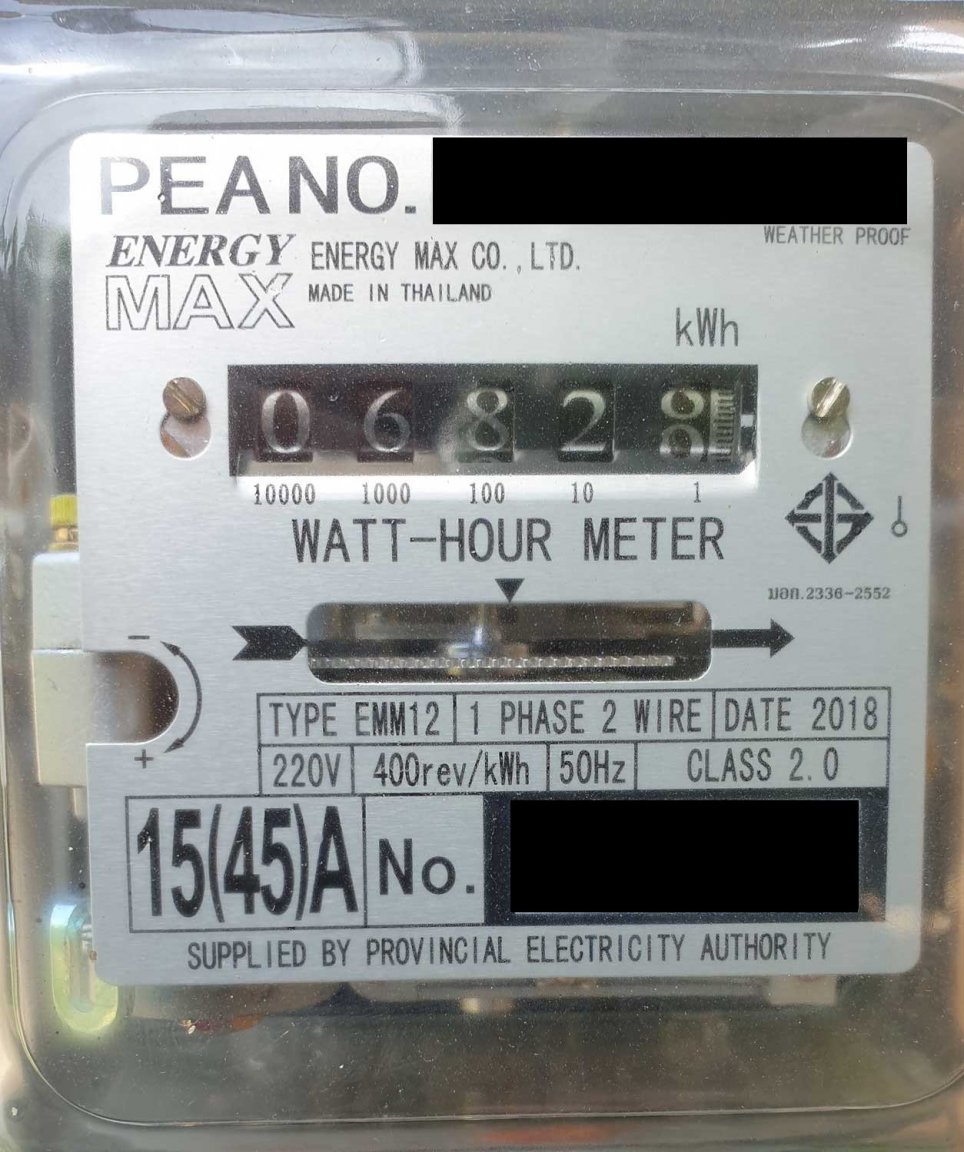 PEA NO.
WEATHER PROOF
ENERGY MAX ENERGY MAX CO.,LTD.
MADE IN THAILAND
kWh
0 6 8 2 8
10000 1000 100 10 1
WATT-HOUR METER
มอก.2336-2552
−
+
TYPE EMM12 1 PHASE 2 WIRE DATE 2018
220V 400rev/kWh 50Hz CLASS 2.0
15(45)A No.
SUPPLIED BY PROVINCIAL ELECTRICITY AUTHORITY